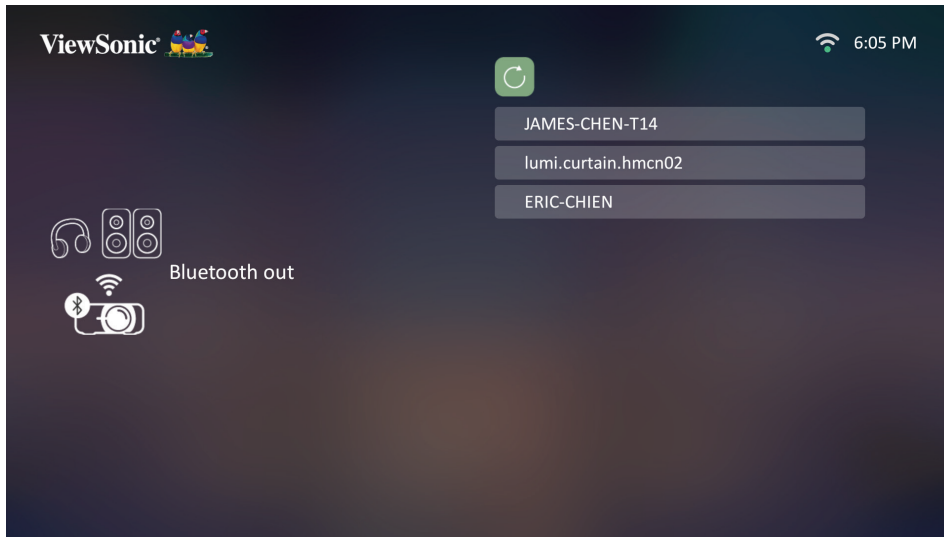 ViewSonic®
6:05 PM
JAMES-CHEN-T14
lumi.curtain.hmcn02
ERIC-CHIEN
Bluetooth out